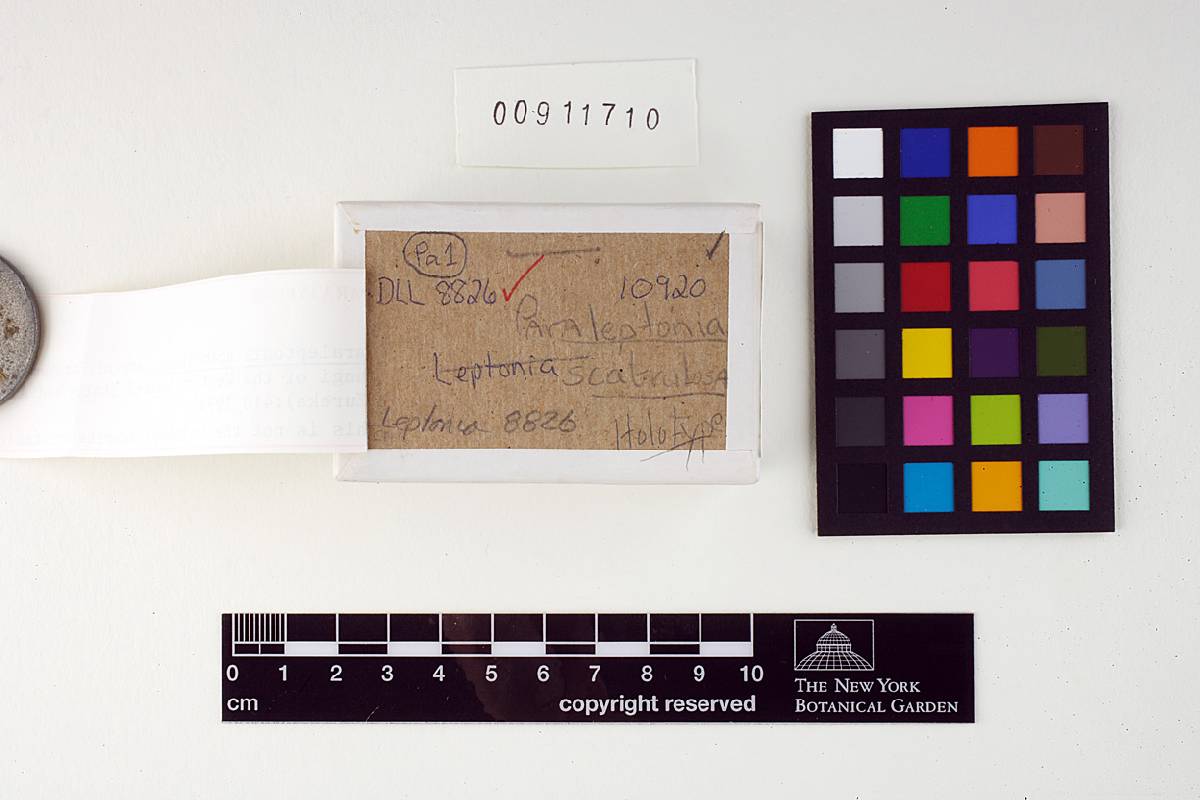 00911710
Pa1
DLL 8826 10920
Paraleptonia
Leptonia scabrulosa
Leptonia 8826 Holotype
0 1 2 3 4 5 6 7 8 9 10
cm copyright reserved
THE NEW YORK
BOTANICAL GARDEN